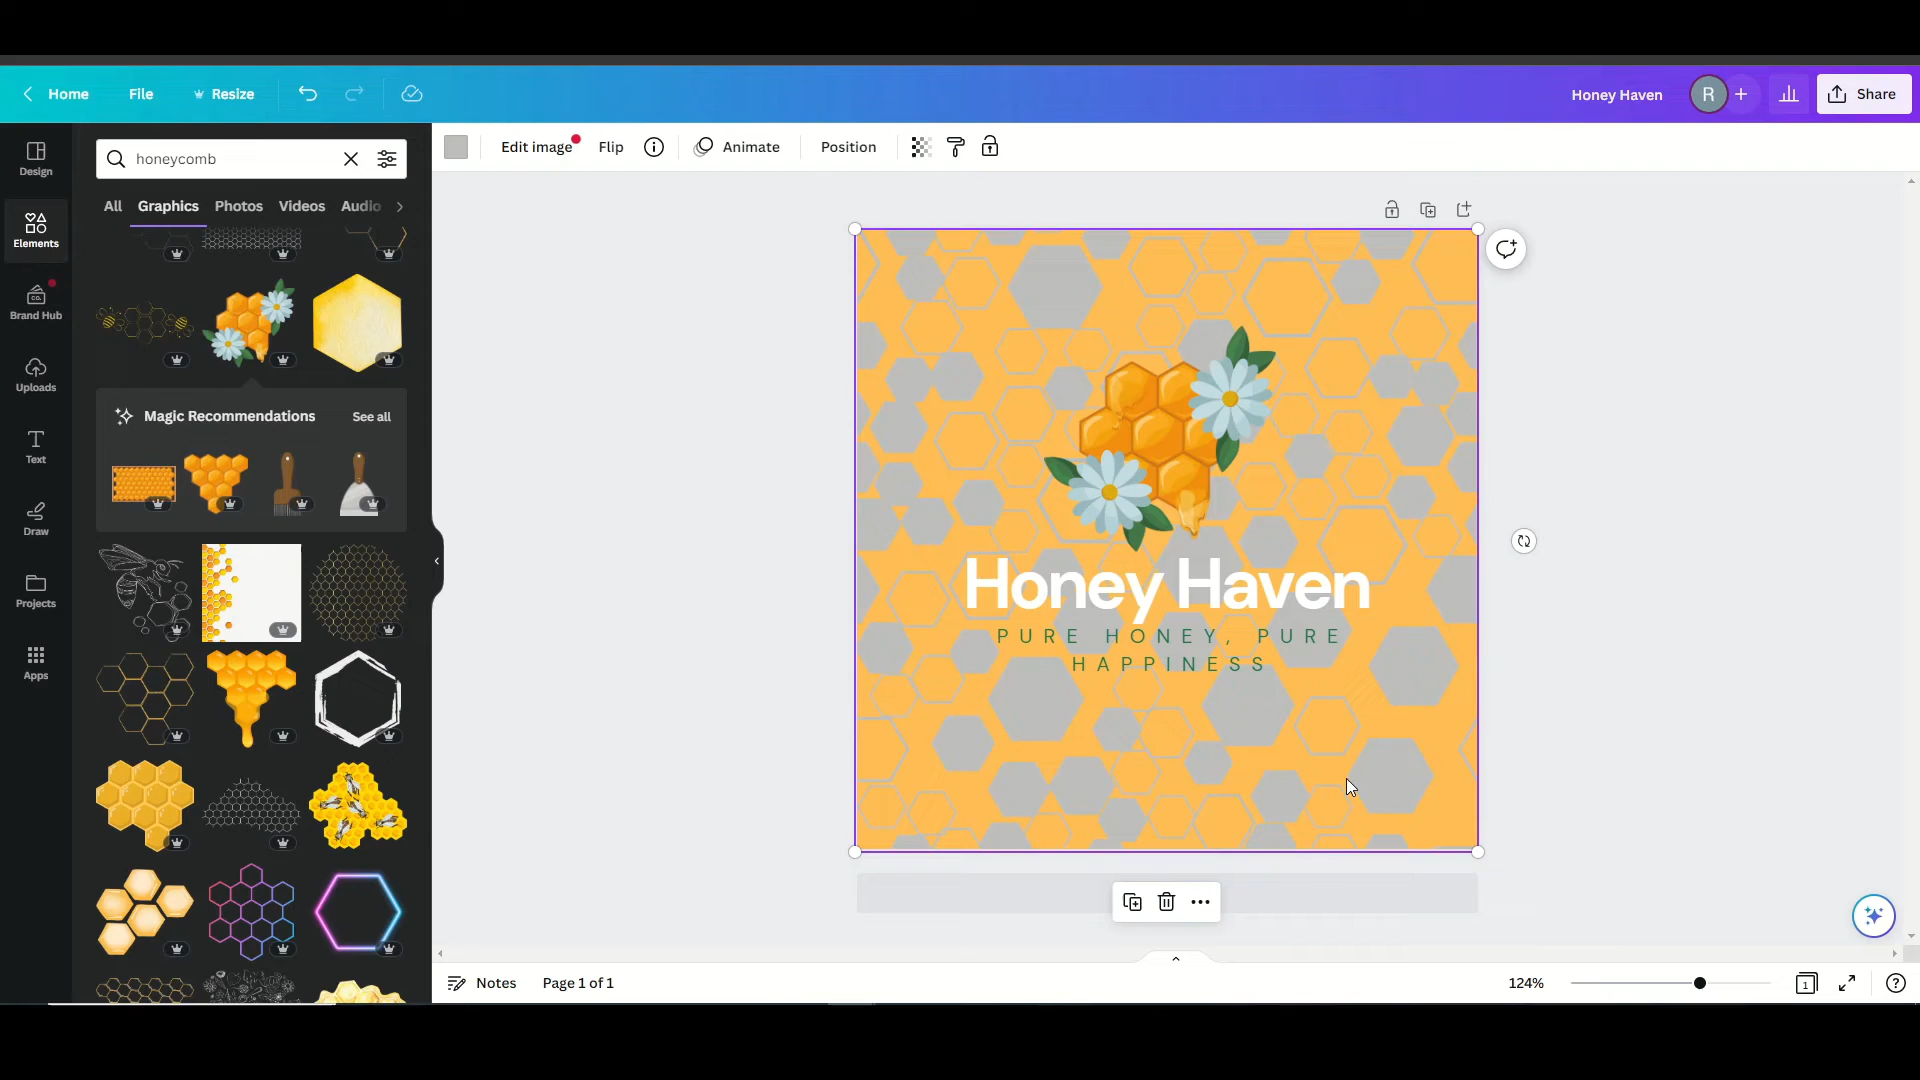 Home File Resize Honey Haven R Share
honeycomb
Edit image Flip Animate Position
Design
All Graphics Photos Videos Audio
Elements
Brand Hub
CO.
Uploads
Magic Recommendations See all
Text
Draw
Projects
Apps
Honey Haven
PURE HONEY, PURE
HAPPINESS
Notes Page 1 of 1 124% 1 ?